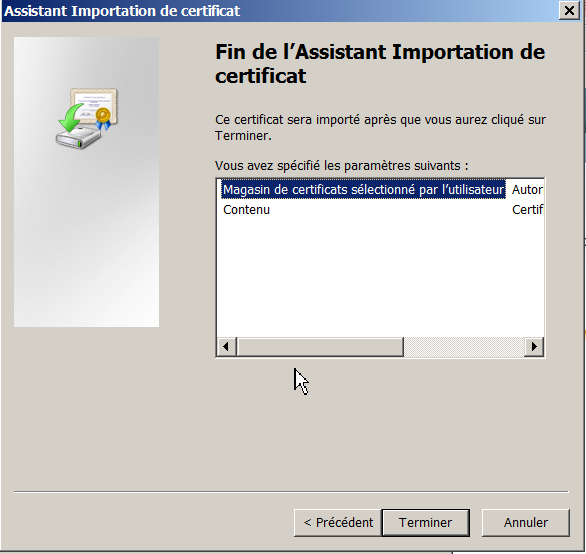 Assistant Importation de certificat
Fin de l'Assistant Importation de
certificat
Ce certificat sera importé après que vous aurez cliqué sur
Terminer.
Vous avez spécifié les paramètres suivants :
Magasin de certificats sélectionné par l'utilisateur Autor
Contenu Certif
< Précédent Terminer Annuler